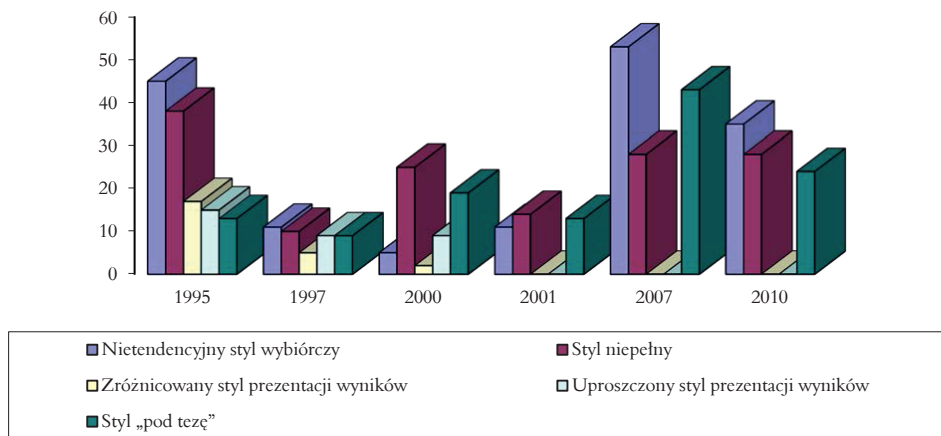 60
50
40
30
20
10
0
1995 1997 2000 2001 2007 2010
Nietendencyjny styl wybiórczy Styl niepełny
Zróżnicowany styl prezentacji wyników Uproszczony styl prezentacji wyników
Styl „pod tezę”